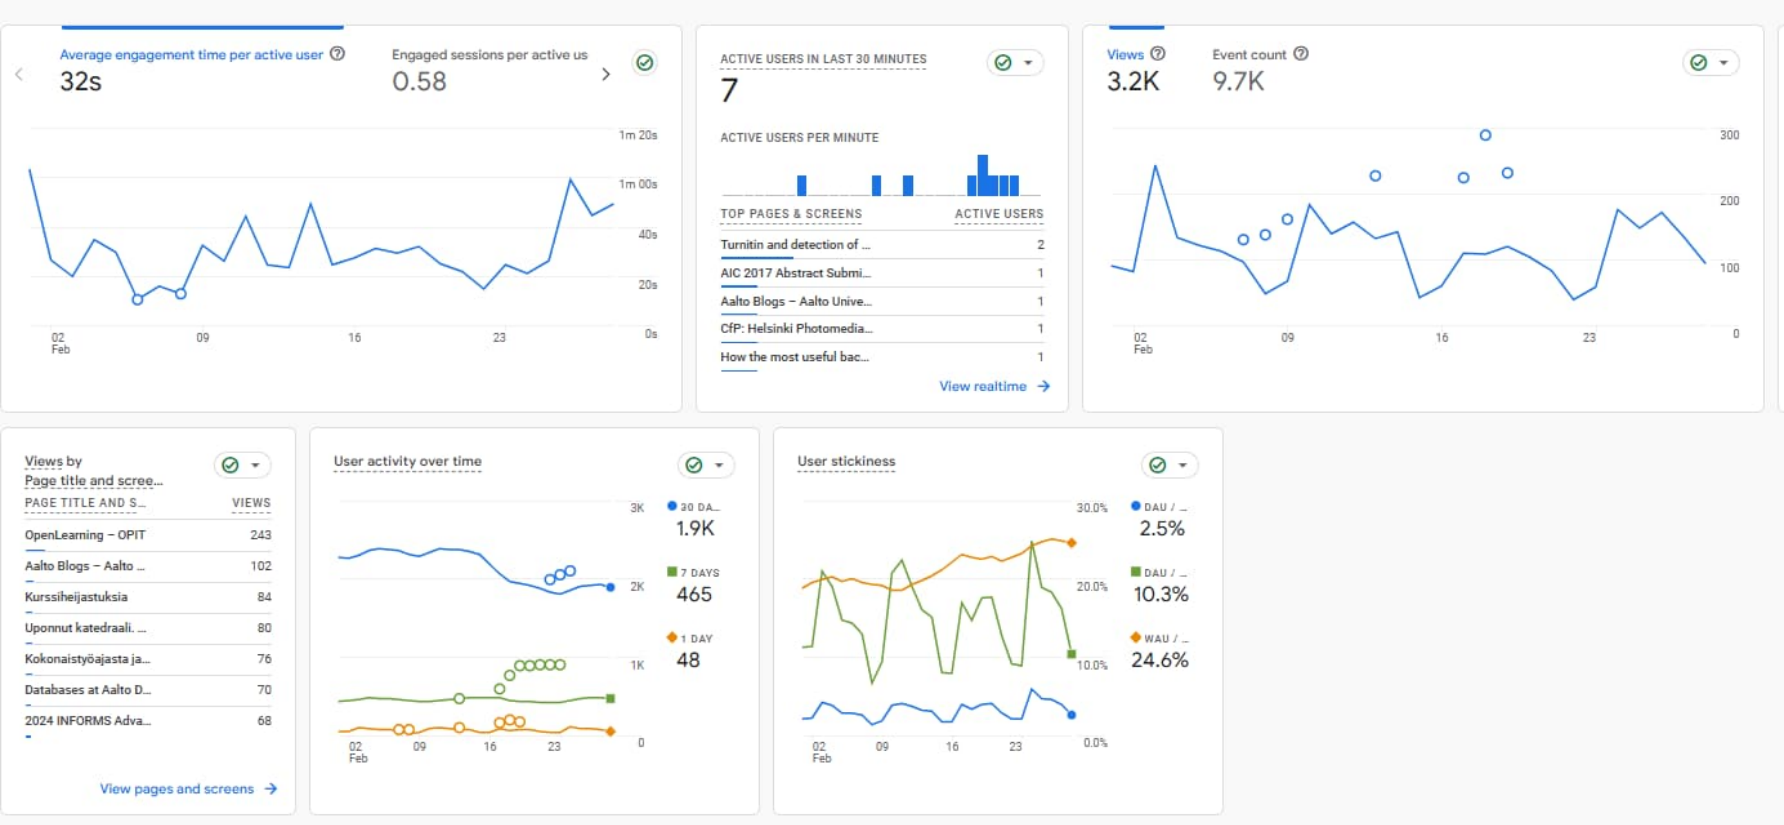 Average engagement time per active user
32s
Engaged sessions per active us
0.58
1m 20s
1m 00s
40s
20s
0s
02
Feb
09
16
23
ACTIVE USERS IN LAST 30 MINUTES
7
ACTIVE USERS PER MINUTE
TOP PAGES & SCREENS ACTIVE USERS
Turnitin and detection of ... 2
AIC 2017 Abstract Submi... 1
Aalto Blogs – Aalto Unive... 1
CfP: Helsinki Photomedia... 1
How the most useful bac... 1
View realtime
Views
3.2K
Event count
9.7K
300
200
100
0
02
Feb
09
16
23
Views by
Page title and scree...
PAGE TITLE AND S... VIEWS
OpenLearning – OPIT 243
Aalto Blogs – Aalto ... 102
Kurssiheijastuksia 84
Uponnut katedraali. ... 80
Kokonaistyöajasta ja... 76
Databases at Aalto D... 70
2024 INFORMS Adva... 68
View pages and screens
User activity over time
3K
2K
1K
0
02
Feb
09
16
23
30 DA...
1.9K
7 DAYS
465
1 DAY
48
User stickiness
30.0%
20.0%
10.0%
0.0%
02
Feb
09
16
23
DAU / ...
2.5%
DAU / ...
10.3%
WAU / ...
24.6%